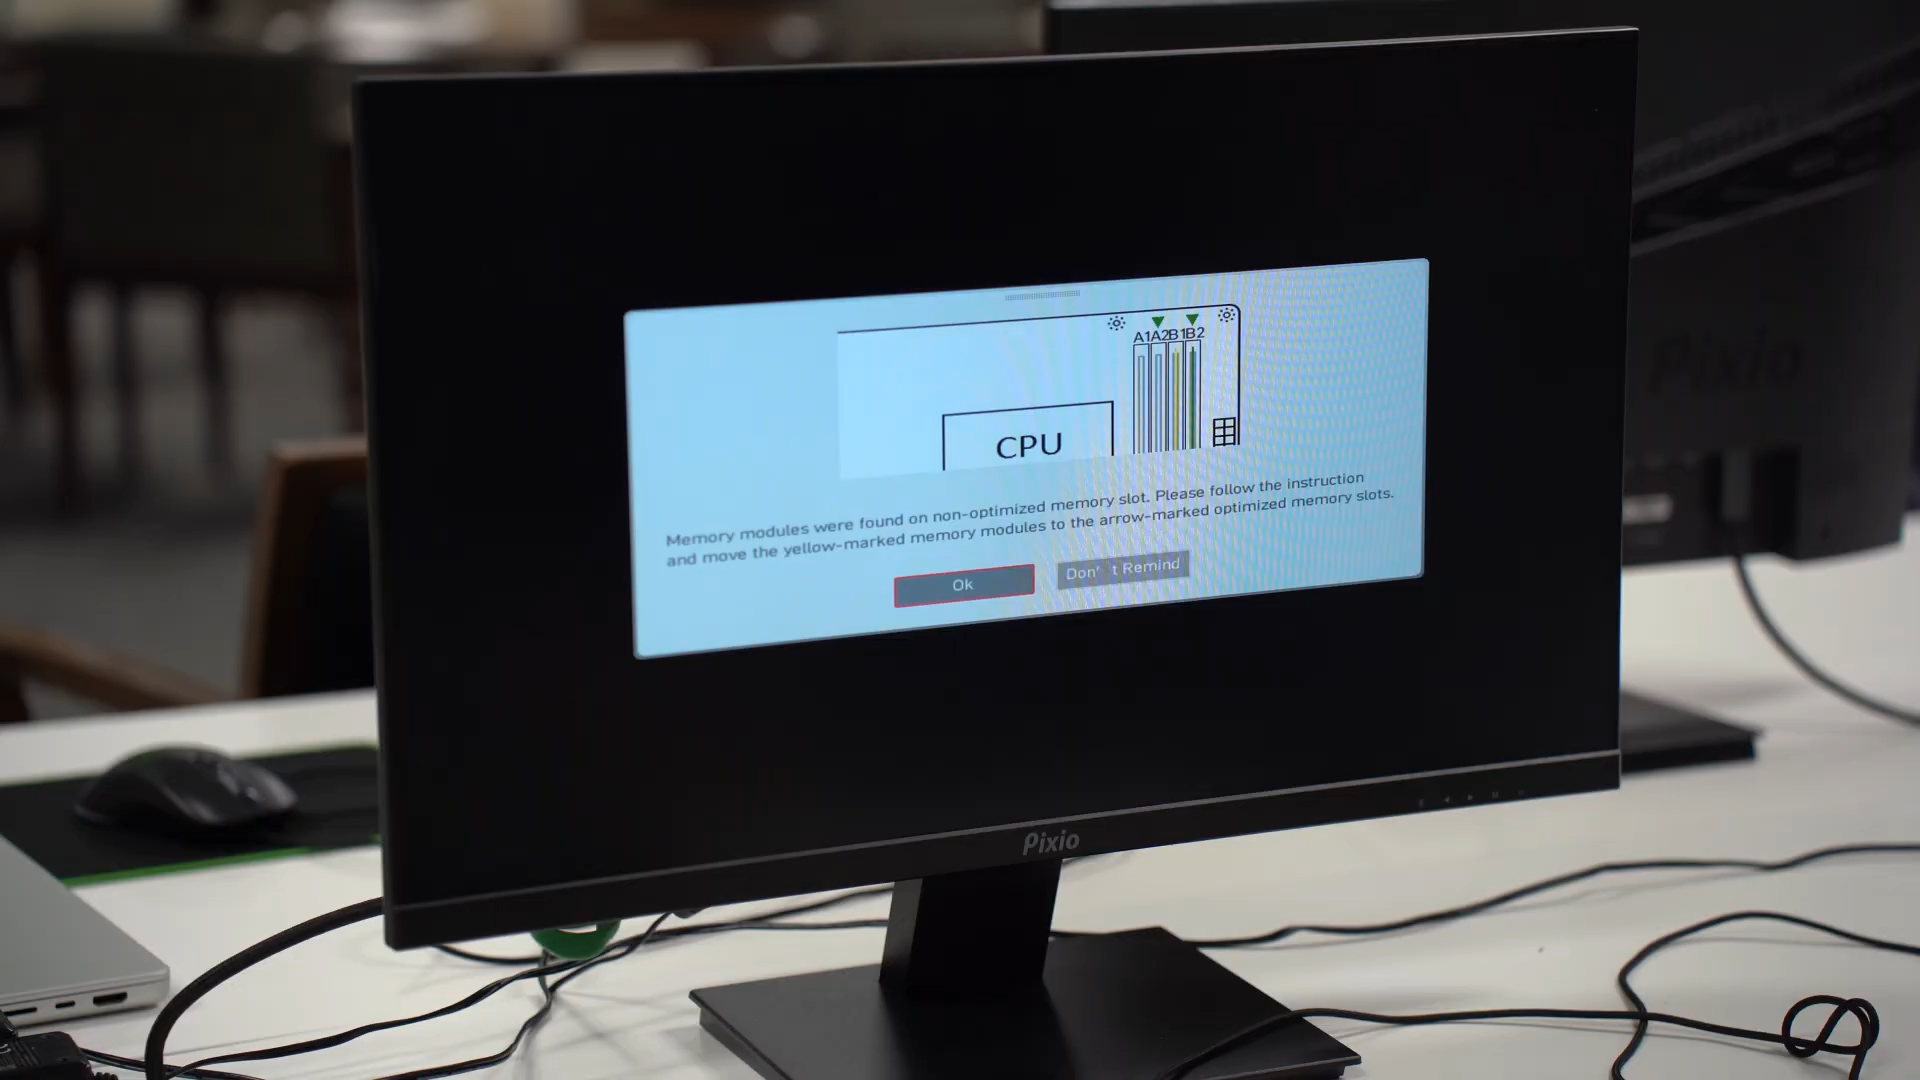 A1A2B1B2
CPU
Memory modules were found on non-optimized memory slot. Please follow the instruction
and move the yellow-marked memory modules to the arrow-marked optimized memory slots.
Ok
Don't Remind
Pixio
Pixio